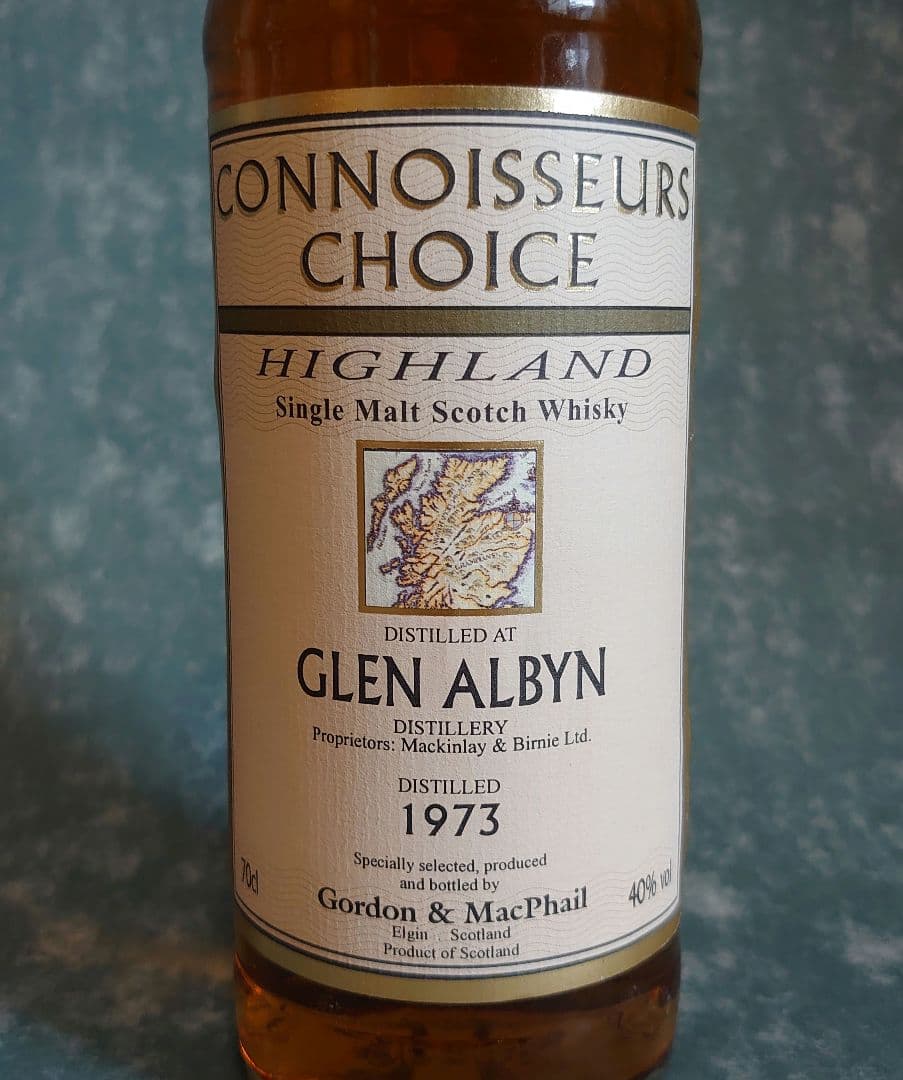 CONNOISSEURS
CHOICE
HIGHLAND
Single Malt Scotch Whisky
DISTILLED AT
GLEN ALBYN
DISTILLERY
Proprietors: Mackinlay & Birnie Ltd.
DISTILLED
1973
Specially selected, produced
and bottled by
70cl
Gordon & MacPhail
40% vol
Elgin . Scotland
Product of Scotland